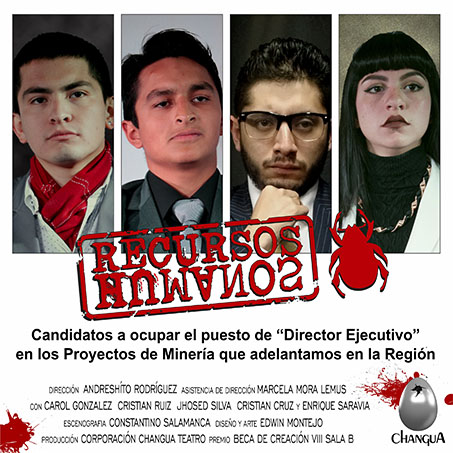 RECURSOS
HUMANOS
Candidatos a ocupar el puesto de “Director Ejecutivo”
en los Proyectos de Minería que adelantamos en la Región
DIRECCIÓN ANDRESHÍTO RODRÍGUEZ ASISTENCIA DE DIRECCIÓN MARCELA MORA LEMUS
CON CAROL GONZALEZ CRISTIAN RUIZ JHOSED SILVA CRISTIAN CRUZ Y ENRIQUE SARAVIA
ESCENOGRAFIA CONSTANTINO SALAMANCA DISEÑO Y ARTE EDWIN MONTEJO
PRODUCCIÓN CORPORACIÓN CHANGUA TEATRO PREMIO BECA DE CREACIÓN VIII SALA B
CHANGUA